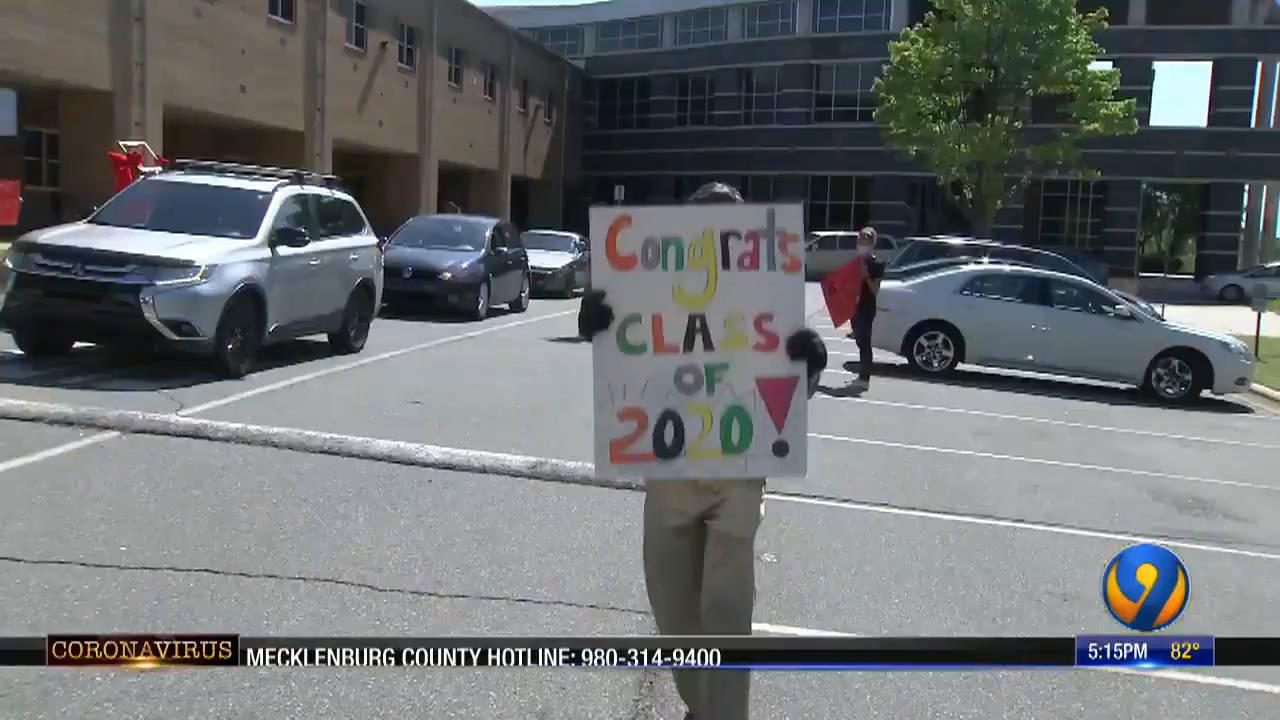 Congrats
CLASS
OF
2020!
9
CORONAVIRUS
MECKLENBURG COUNTY HOTLINE: 980-314-9400
5:15PM 82°